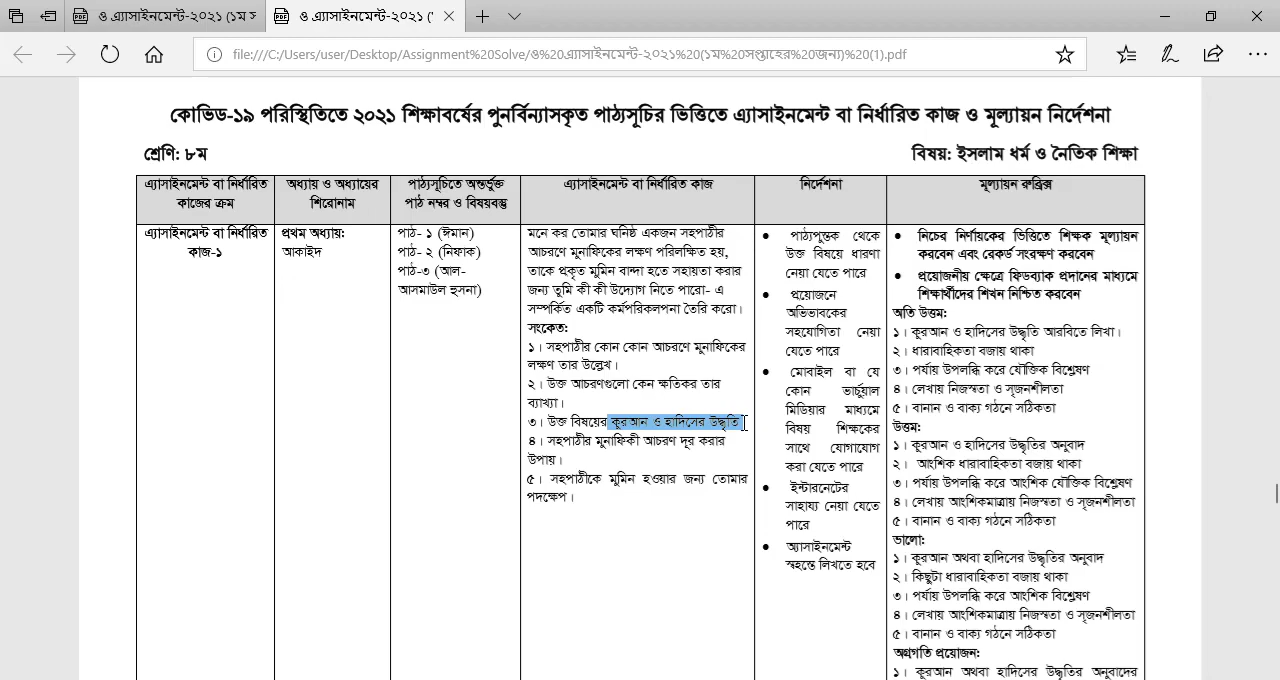 ও এ্যাসাইনমেন্ট-২০২১ (১ম স
ও এ্যাসাইনমেন্ট-২০২১ ('
file:///C:/Users/user/Desktop/Assignment%20Solve/ও%20এ্যাসাইনমেন্ট-২০২১%20(১ম%20সপ্তাহের%20জন্য)%20(1).pdf
কোভিড-১৯ পরিস্থিতিতে ২০২১ শিক্ষাবর্ষের পুনর্বিন্যাসকৃত পাঠ্যসূচির ভিত্তিতে এ্যাসাইনমেন্ট বা নির্ধারিত কাজ ও মূল্যায়ন নির্দেশনা
শ্রেণি: ৮ম
বিষয়: ইসলাম ধর্ম ও নৈতিক শিক্ষা
এ্যাসাইনমেন্ট বা নির্ধারিত
কাজের ক্রম
অধ্যায় ও অধ্যায়ের
শিরোনাম
পাঠ্যসূচিতে অন্তর্ভুক্ত
পাঠ নম্বর ও বিষয়বস্তু
এ্যাসাইনমেন্ট বা নির্ধারিত কাজ
নির্দেশনা
মূল্যায়ন রুব্রিক্স
এ্যাসাইনমেন্ট বা নির্ধারিত
কাজ-১
প্রথম অধ্যায়:
আকাইদ
পাঠ- ১ (ঈমান)
পাঠ- ২ (নিফাক)
পাঠ-৩ (আল-
আসমাউল হুসনা)
মনে কর তোমার ঘনিষ্ঠ একজন সহপাঠীর
আচরণে মুনাফিকের লক্ষণ পরিলক্ষিত হয়,
তাকে প্রকৃত মুমিন বান্দা হতে সহায়তা করার
জন্য তুমি কী কী উদ্যোগ নিতে পারো- এ
সম্পর্কিত একটি কর্মপরিকলপনা তৈরি করো।
সংকেত:
১। সহপাঠীর কোন কোন আচরণে মুনাফিকের
লক্ষণ তার উল্লেখ।
২। উক্ত আচরণগুলো কেন ক্ষতিকর তার
ব্যাখ্যা।
৩। উক্ত বিষয়ের কুরআন ও হাদিসের উদ্ধৃতি
৪। সহপাঠীর মুনাফিকী আচরণ দূর করার
উপায়।
৫। সহপাঠীকে মুমিন হওয়ার জন্য তোমার
পদক্ষেপ।
• পাঠ্যপুস্তক থেকে
উক্ত বিষয়ে ধারণা
নেয়া যেতে পারে
• প্রয়োজনে
অভিভাবকের
সহযোগিতা নেয়া
যেতে পারে
• মোবাইল বা যে
কোন ভার্চুয়াল
মিডিয়ার মাধ্যমে
বিষয় শিক্ষকের
সাথে যোগাযোগ
করা যেতে পারে
• ইন্টারনেটের
সাহায্য নেয়া যেতে
পারে
• অ্যাসাইনমেন্ট
স্বহস্তে লিখতে হবে
• নিচের নির্ণায়কের ভিত্তিতে শিক্ষক মূল্যায়ন
করবেন এবং রেকর্ড সংরক্ষণ করবেন
• প্রয়োজনীয় ক্ষেত্রে ফিডব্যাক প্রদানের মাধ্যমে
শিক্ষার্থীদের শিখন নিশ্চিত করবেন
অতি উত্তম:
১। কুরআন ও হাদিসের উদ্ধৃতি আরবিতে লিখা।
২। ধারাবাহিকতা বজায় থাকা
৩। পর্যায় উপলব্ধি করে যৌক্তিক বিশ্লেষণ
৪। লেখায় নিজস্বতা ও সৃজনশীলতা
৫। বানান ও বাক্য গঠনে সঠিকতা
উত্তম:
১। কুরআন ও হাদিসের উদ্ধৃতির অনুবাদ
২। আংশিক ধারাবাহিকতা বজায় থাকা
৩। পর্যায় উপলব্ধি করে আংশিক যৌক্তিক বিশ্লেষণ
৪। লেখায় আংশিকমাত্রায় নিজস্বতা ও সৃজনশীলতা
৫। বানান ও বাক্য গঠনে সঠিকতা
ভালো:
১। কুরআন অথবা হাদিসের উদ্ধৃতির অনুবাদ
২। কিছুটা ধারাবাহিকতা বজায় থাকা
৩। পর্যায় উপলব্ধি করে আংশিক বিশ্লেষণ
৪। লেখায় আংশিকমাত্রায় নিজস্বতা ও সৃজনশীলতা
৫। বানান ও বাক্য গঠনে সঠিকতা
অগ্রগতি প্রয়োজন:
১। কুরআন অথবা হাদিসের উদ্ধৃতির অনুবাদের